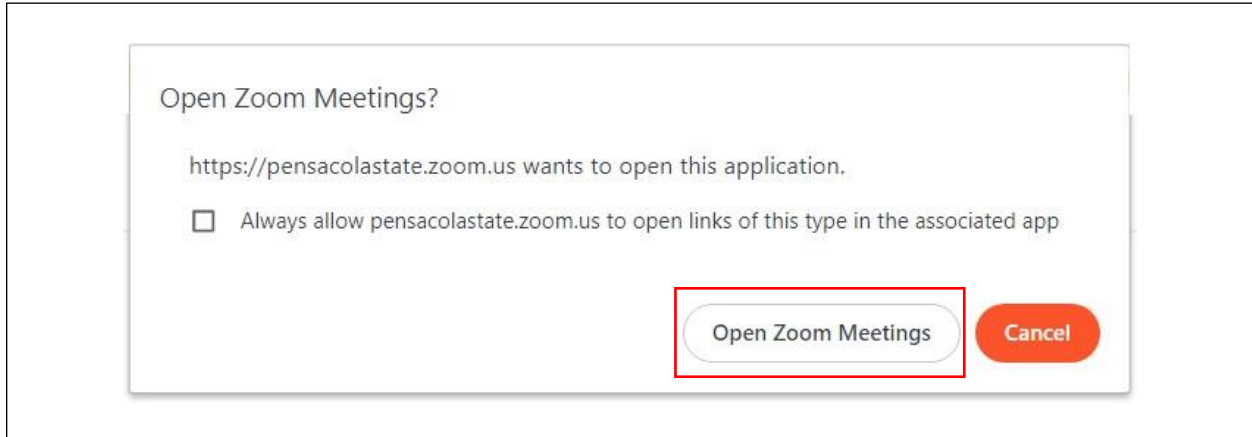 Open Zoom Meetings?
https://pensacolastate.zoom.us wants to open this application.
Always allow pensacolastate.zoom.us to open links of this type in the associated app
Open Zoom Meetings
Cancel